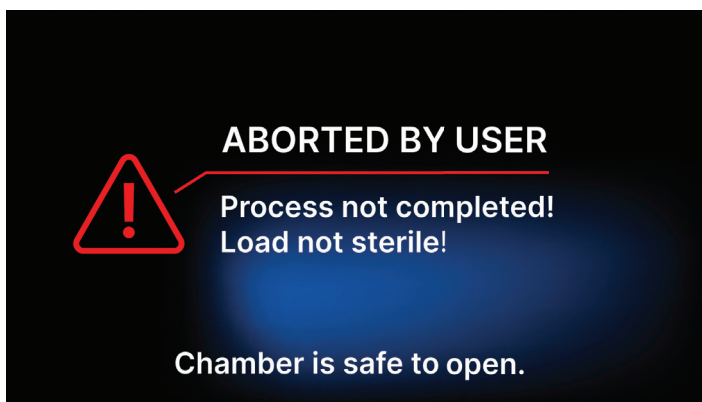 ABORTED BY USER
Process not completed!
Load not sterile!
Chamber is safe to open.